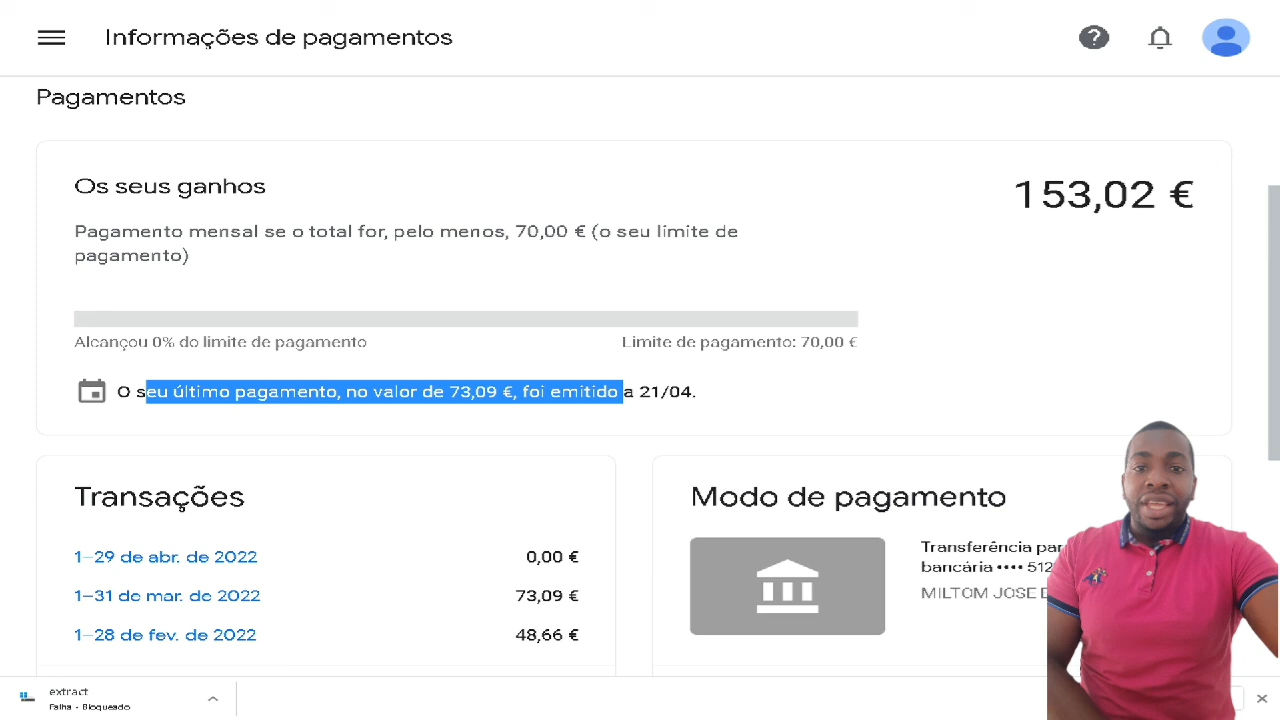 Informações de pagamentos
Pagamentos
Os seus ganhos
153,02 €
Pagamento mensal se o total for, pelo menos, 70,00 € (o seu limite de
pagamento)
Alcançou 0% do limite de pagamento
Limite de pagamento: 70,00 €
O seu último pagamento, no valor de 73,09 €, foi emitido a 21/04.
Transações
1–29 de abr. de 2022
0,00 €
1–31 de mar. de 2022
73,09 €
1–28 de fev. de 2022
48,66 €
Modo de pagamento
Transferência par
bancária •••• 512
MILTOM JOSE
extract
Falha - Bloqueado